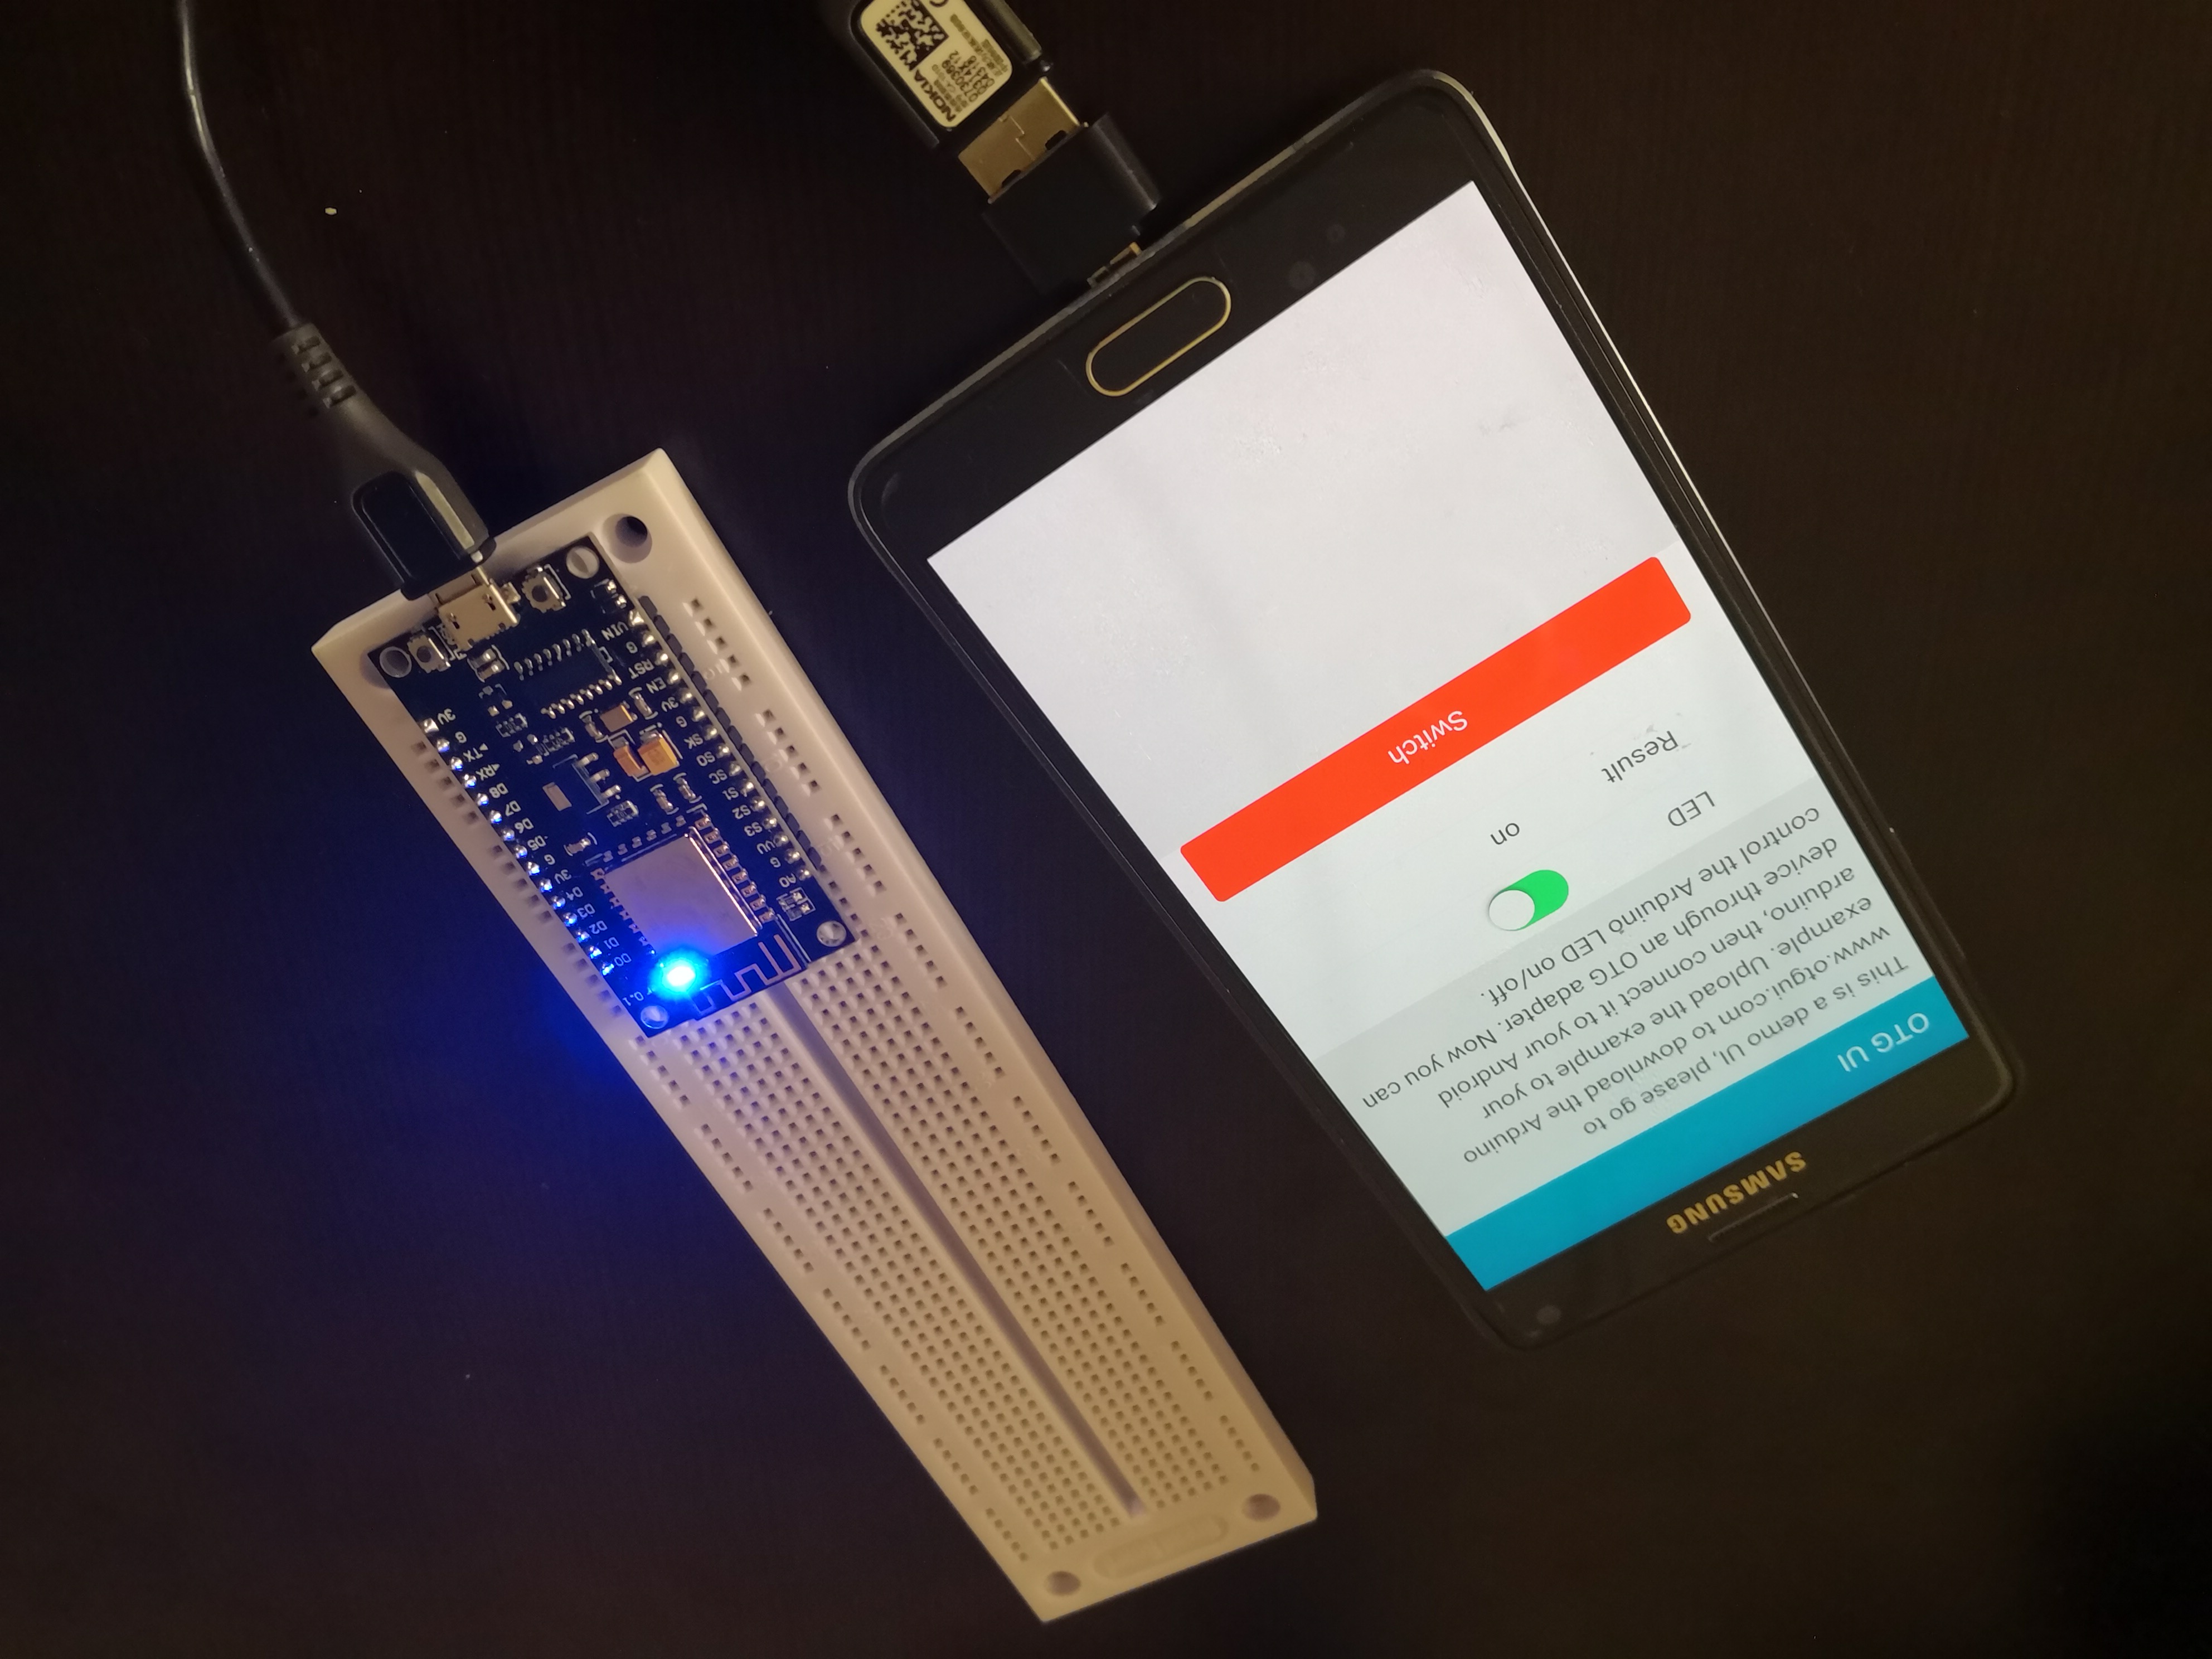 SAMSUNG
OTG UI
This is a demo UI, please go to
www.otgui.com to download the Arduino
example. Upload the example to your
arduino, then connect it to your Android
device through an OTG adapter. Now you can
control the Arduino LED on/off.
LED
Result
on
Switch
A0
G
VU
S3
S2
S1
SC
S0
SK
G
3V
EN
RST
G
VIN
D0
D1
D2
D3
D4
3V
G
D5
D6
D7
D8
RX
TX
G
3V
NOKIA